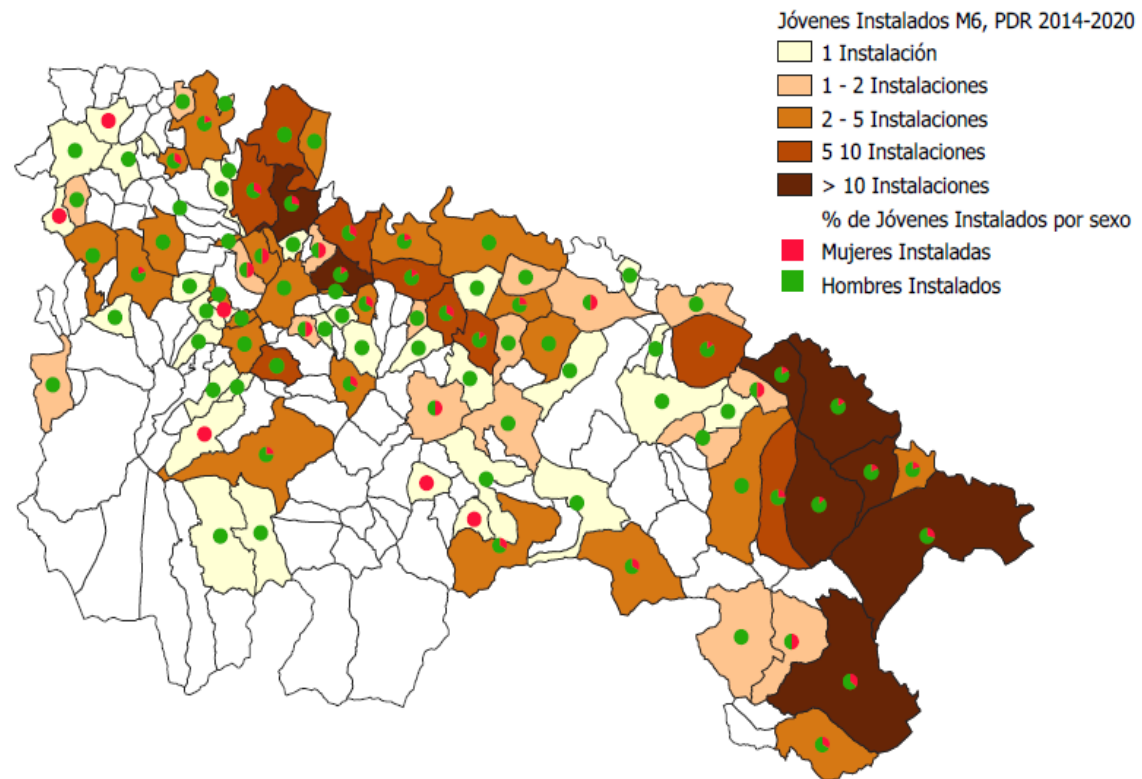 Jóvenes Instalados M6, PDR 2014-2020
1 Instalación
1 - 2 Instalaciones
2 - 5 Instalaciones
5 10 Instalaciones
> 10 Instalaciones
% de Jóvenes Instalados por sexo
Mujeres Instaladas
Hombres Instalados